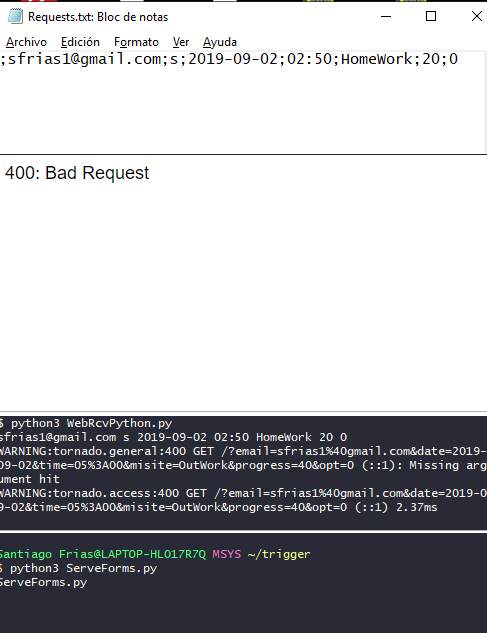 Requests.txt: Bloc de notas
Archivo Edición Formato Ver Ayuda
;sfrias1@gmail.com;s;2019-09-02;02:50;HomeWork;20;0
400: Bad Request
$ python3 WebRcvPython.py
sfrias1@gmail.com s 2019-09-02 02:50 HomeWork 20 0
WARNING:tornado.general:400 GET /?email=sfrias1%40gmail.com&date=2019-
09-02&time=05%3A00&misite=OutWork&progress=40&opt=0 (::1): Missing arg
ument hit
WARNING:tornado.access:400 GET /?email=sfrias1%40gmail.com&date=2019-0
9-02&time=05%3A00&misite=OutWork&progress=40&opt=0 (::1) 2.37ms
Santiago Frias@LAPTOP-HLO17R7Q MSYS ~/trigger
$ python3 ServeForms.py
ServeForms.py